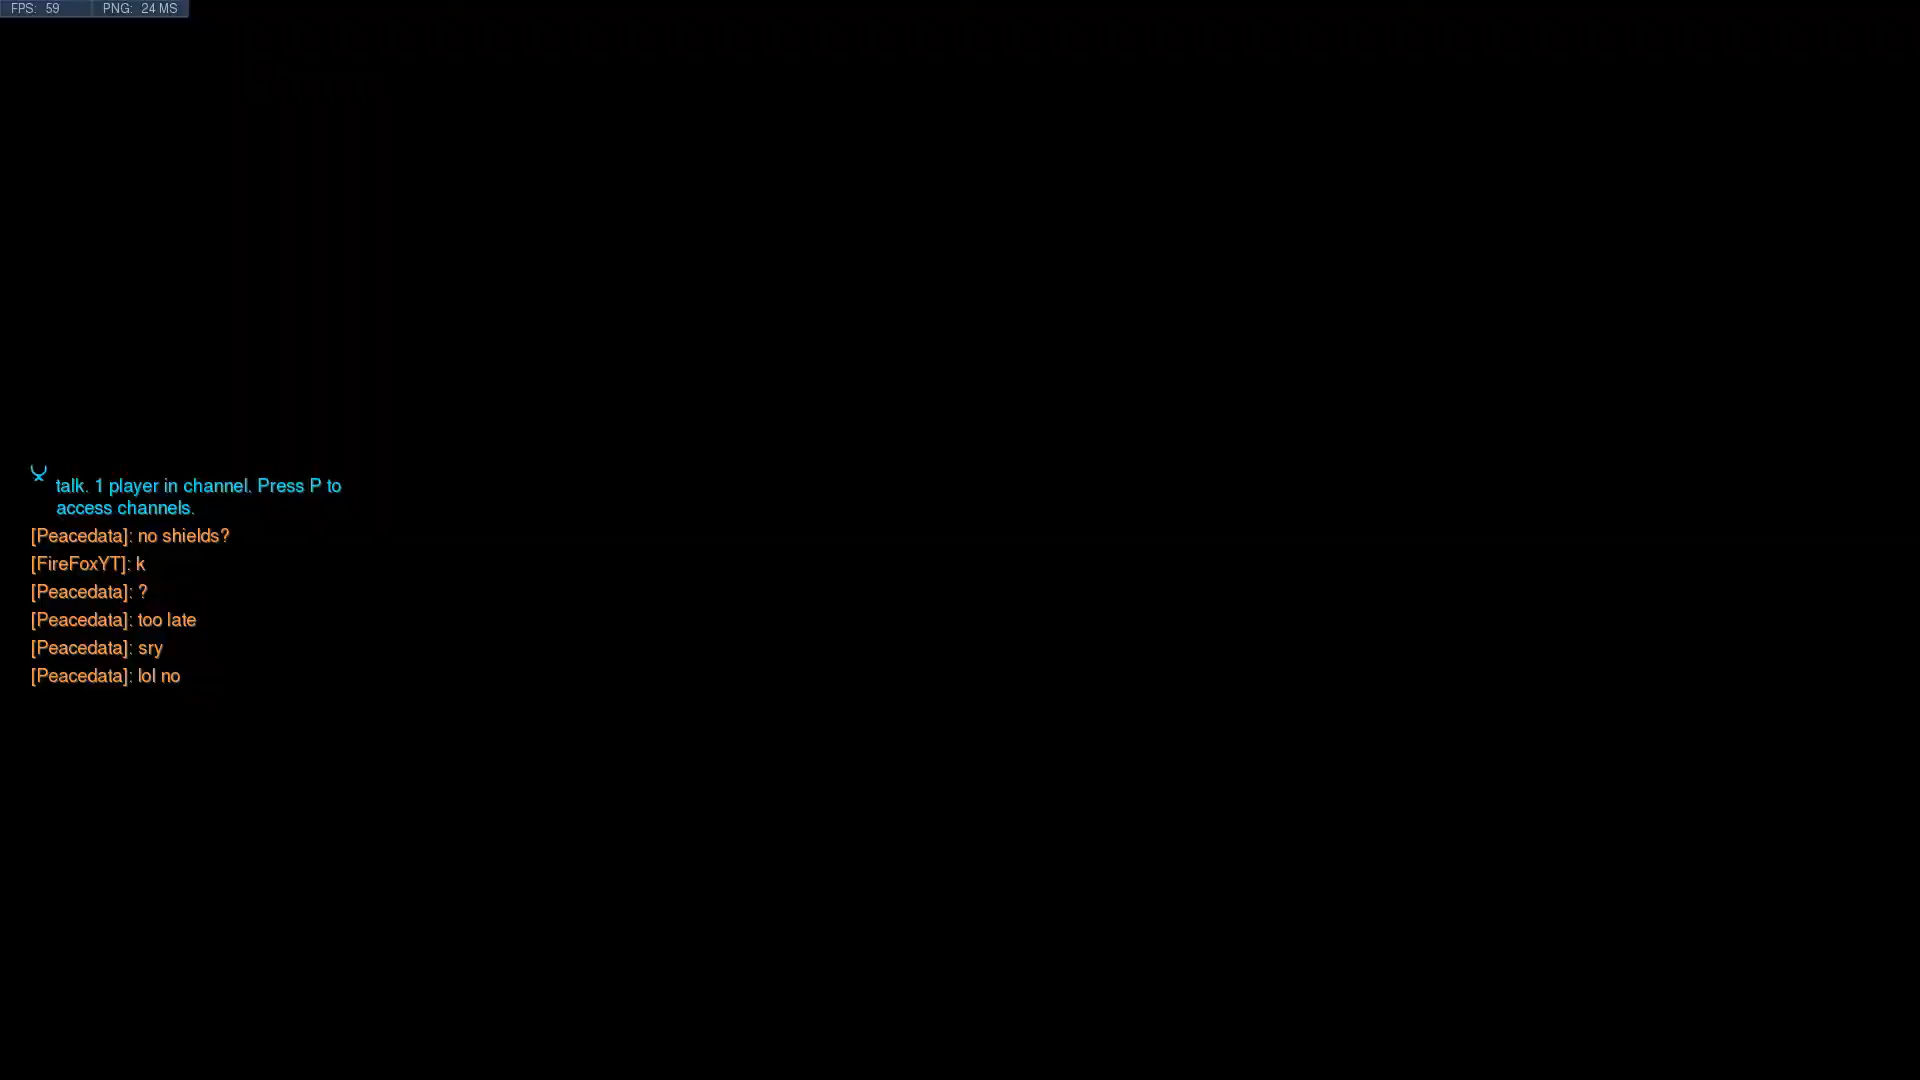 FPS: 59 PNG: 24 MS
talk. 1 player in channel. Press P to
access channels.
[Peacedata]: no shields?
[FireFoxYT]: k
[Peacedata]: ?
[Peacedata]: too late
[Peacedata]: sry
[Peacedata]: lol no